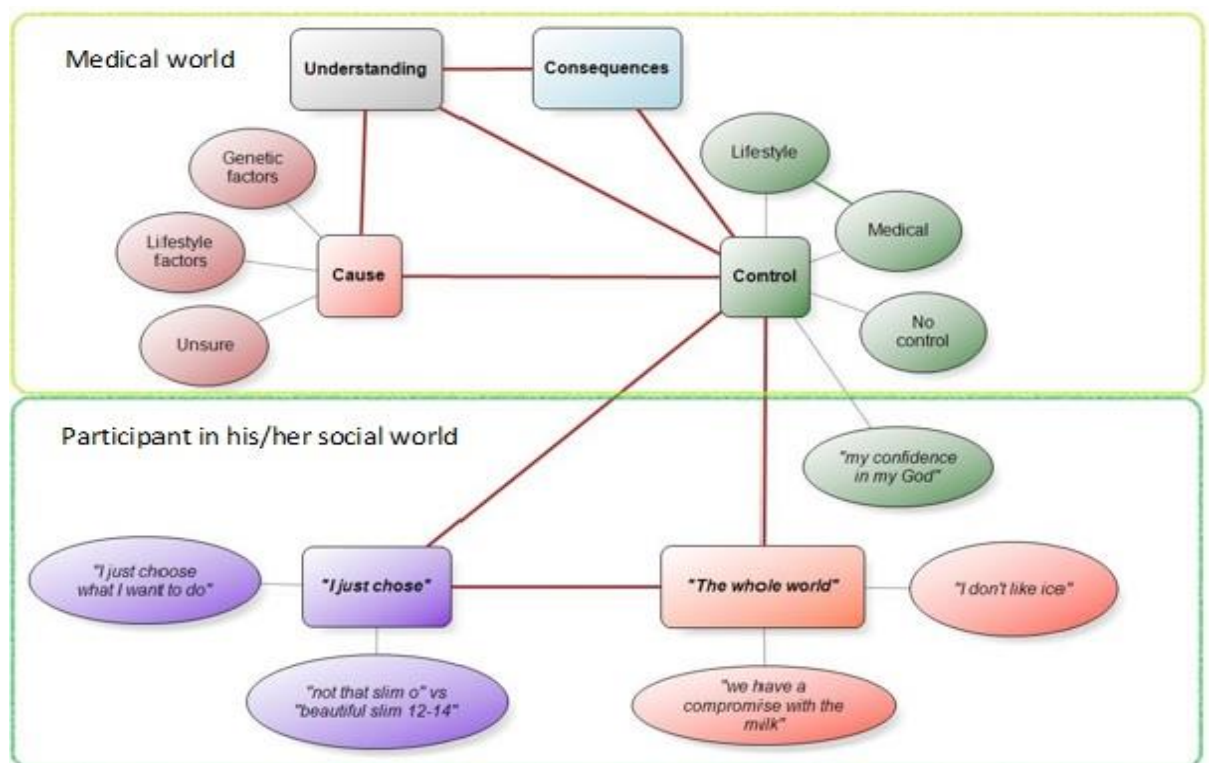 Medical world
Understanding
Consequences
Genetic
factors
Lifestyle
Lifestyle
factors
Medical
Cause
Control
Unsure
No
control
Participant in his/her social world
"my confidence
in my God"
"I just choose
what I want to do"
"I just chose"
"The whole world"
"I don't like ice"
"not that slim o" vs
"beautiful slim 12-14"
"we have a
compromise with the
milk"